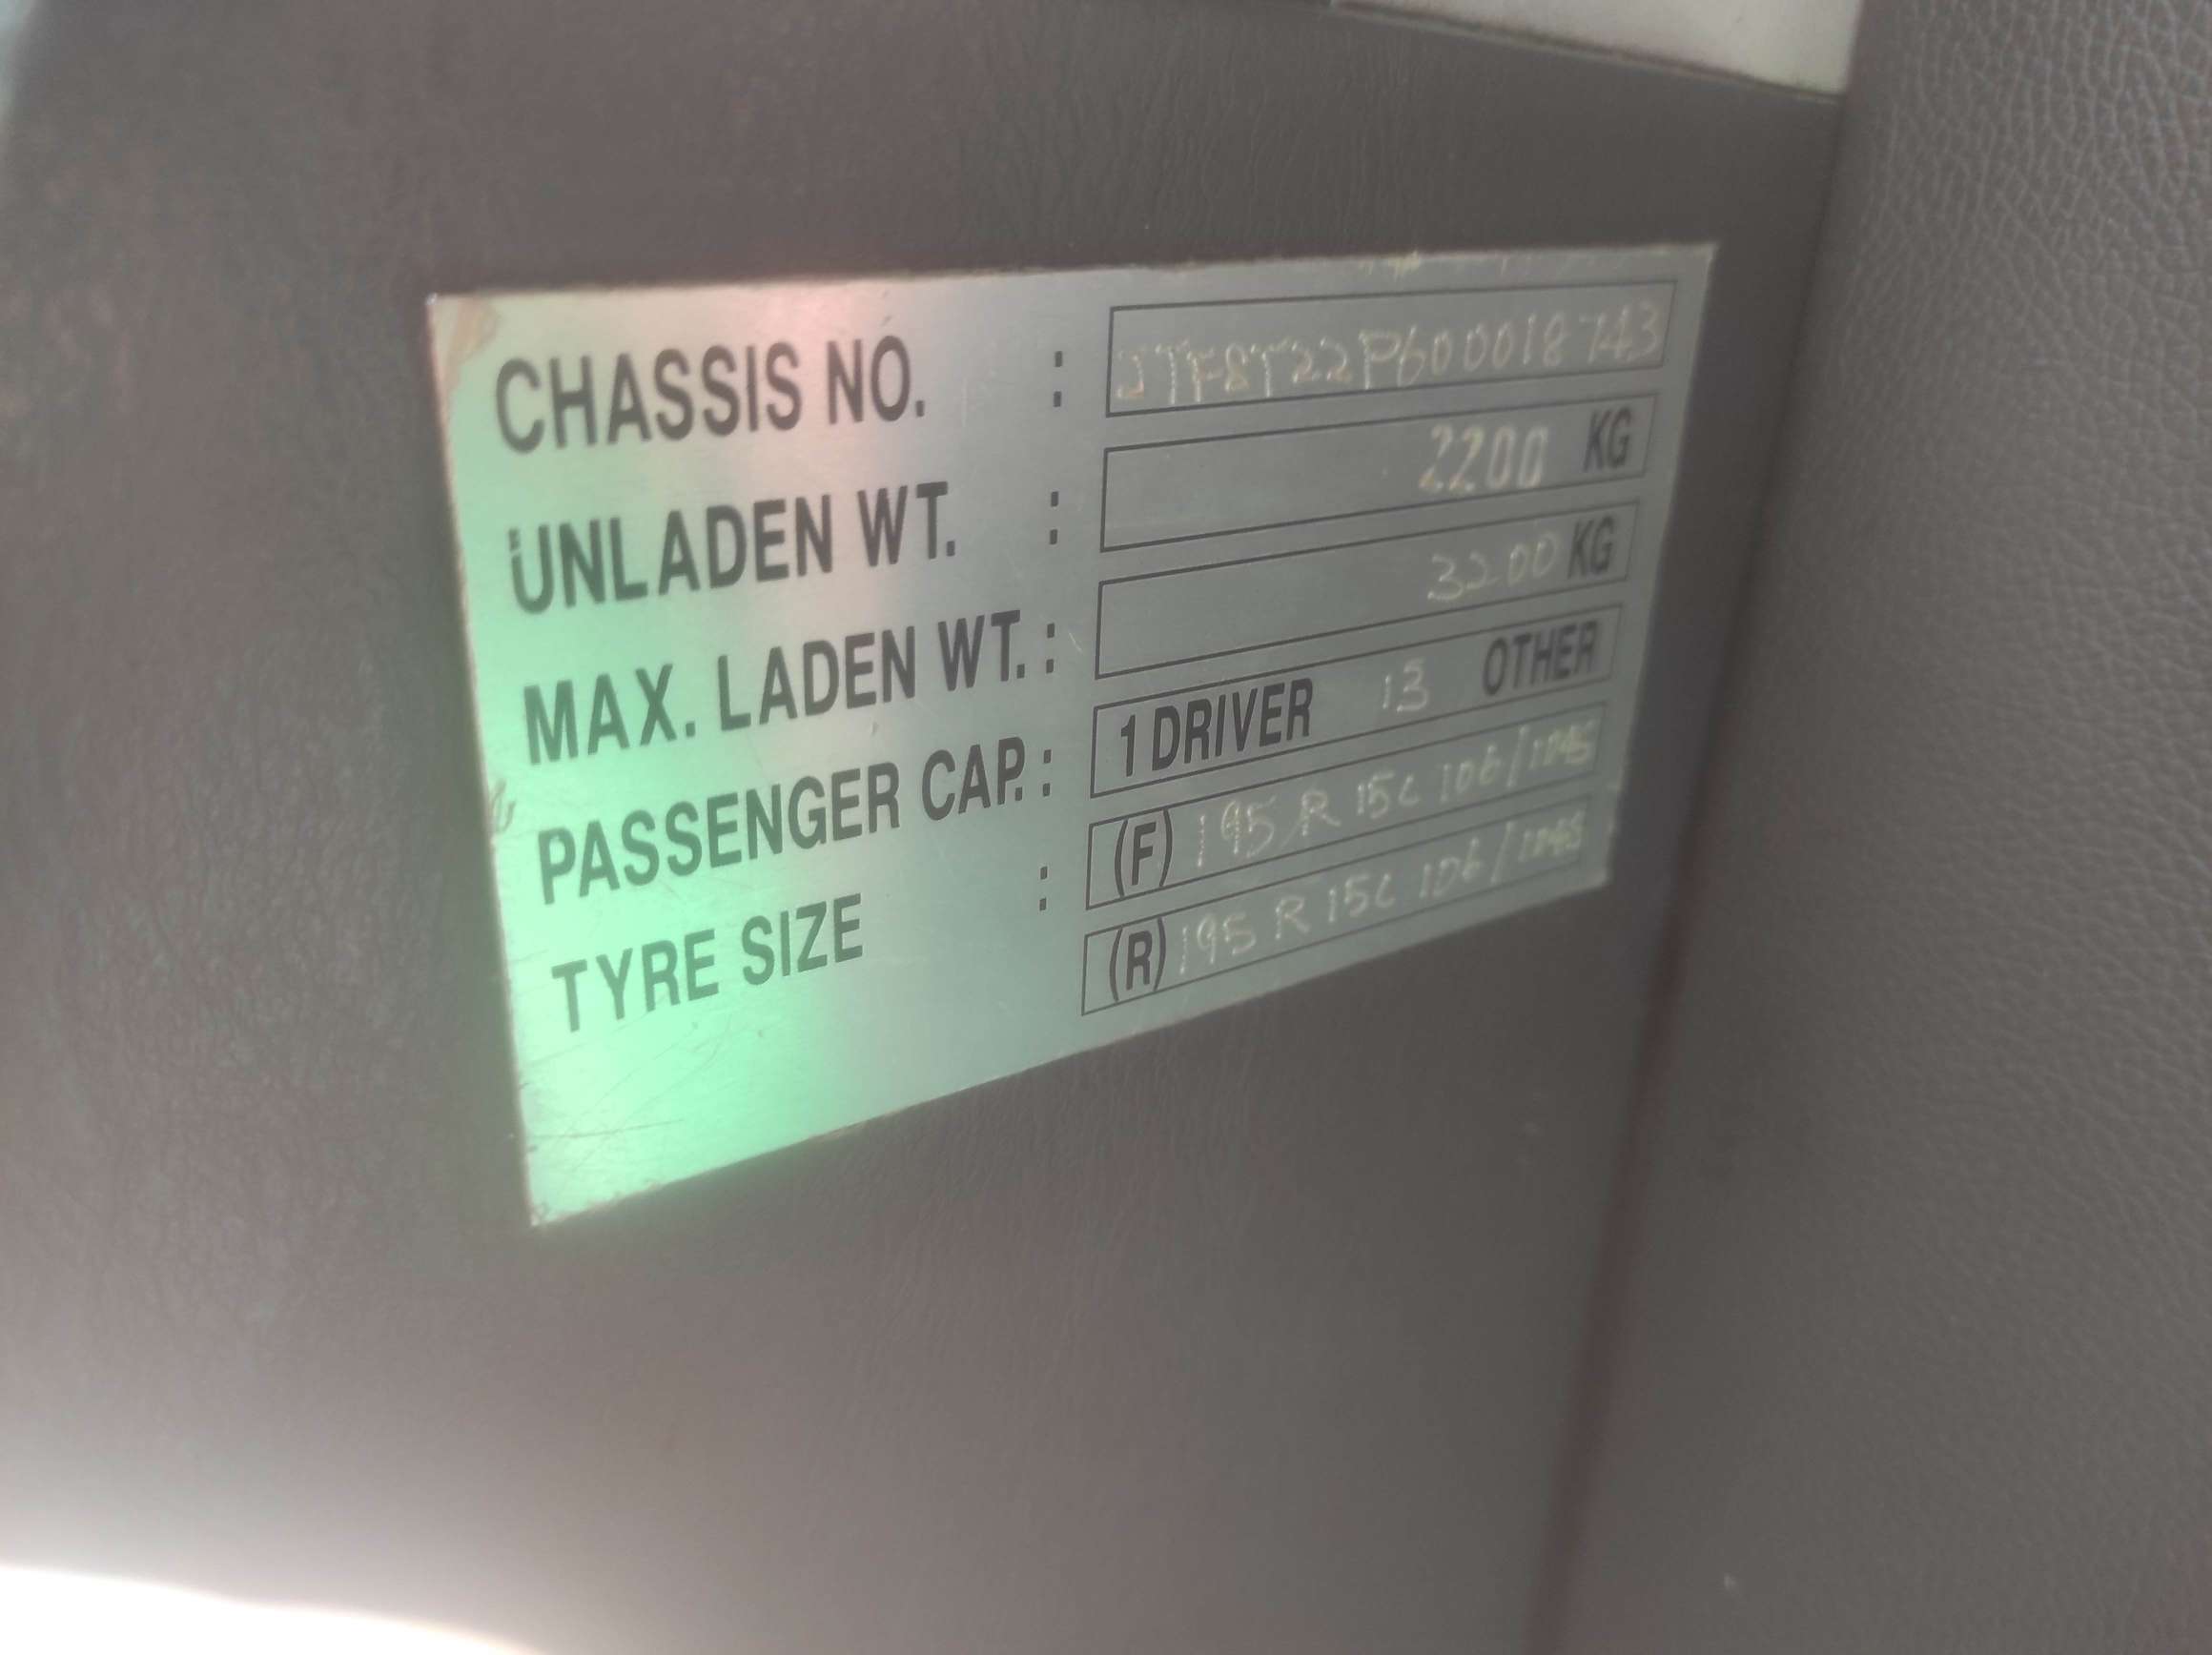 CHASSIS NO. : JTFST22P600018743
UNLADEN WT. : 2200 KG
MAX. LADEN WT. : 3200 KG
PASSENGER CAP. : 1 DRIVER 13 OTHER
TYRE SIZE : (F) 195 R 15C 106/104S
(R) 195 R 15C 106/104S